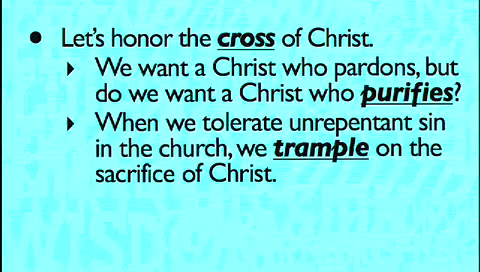 • Let's honor the cross of Christ.
‣ We want a Christ who pardons, but
do we want a Christ who purifies?
‣ When we tolerate unrepentant sin
in the church, we trample on the
sacrifice of Christ.